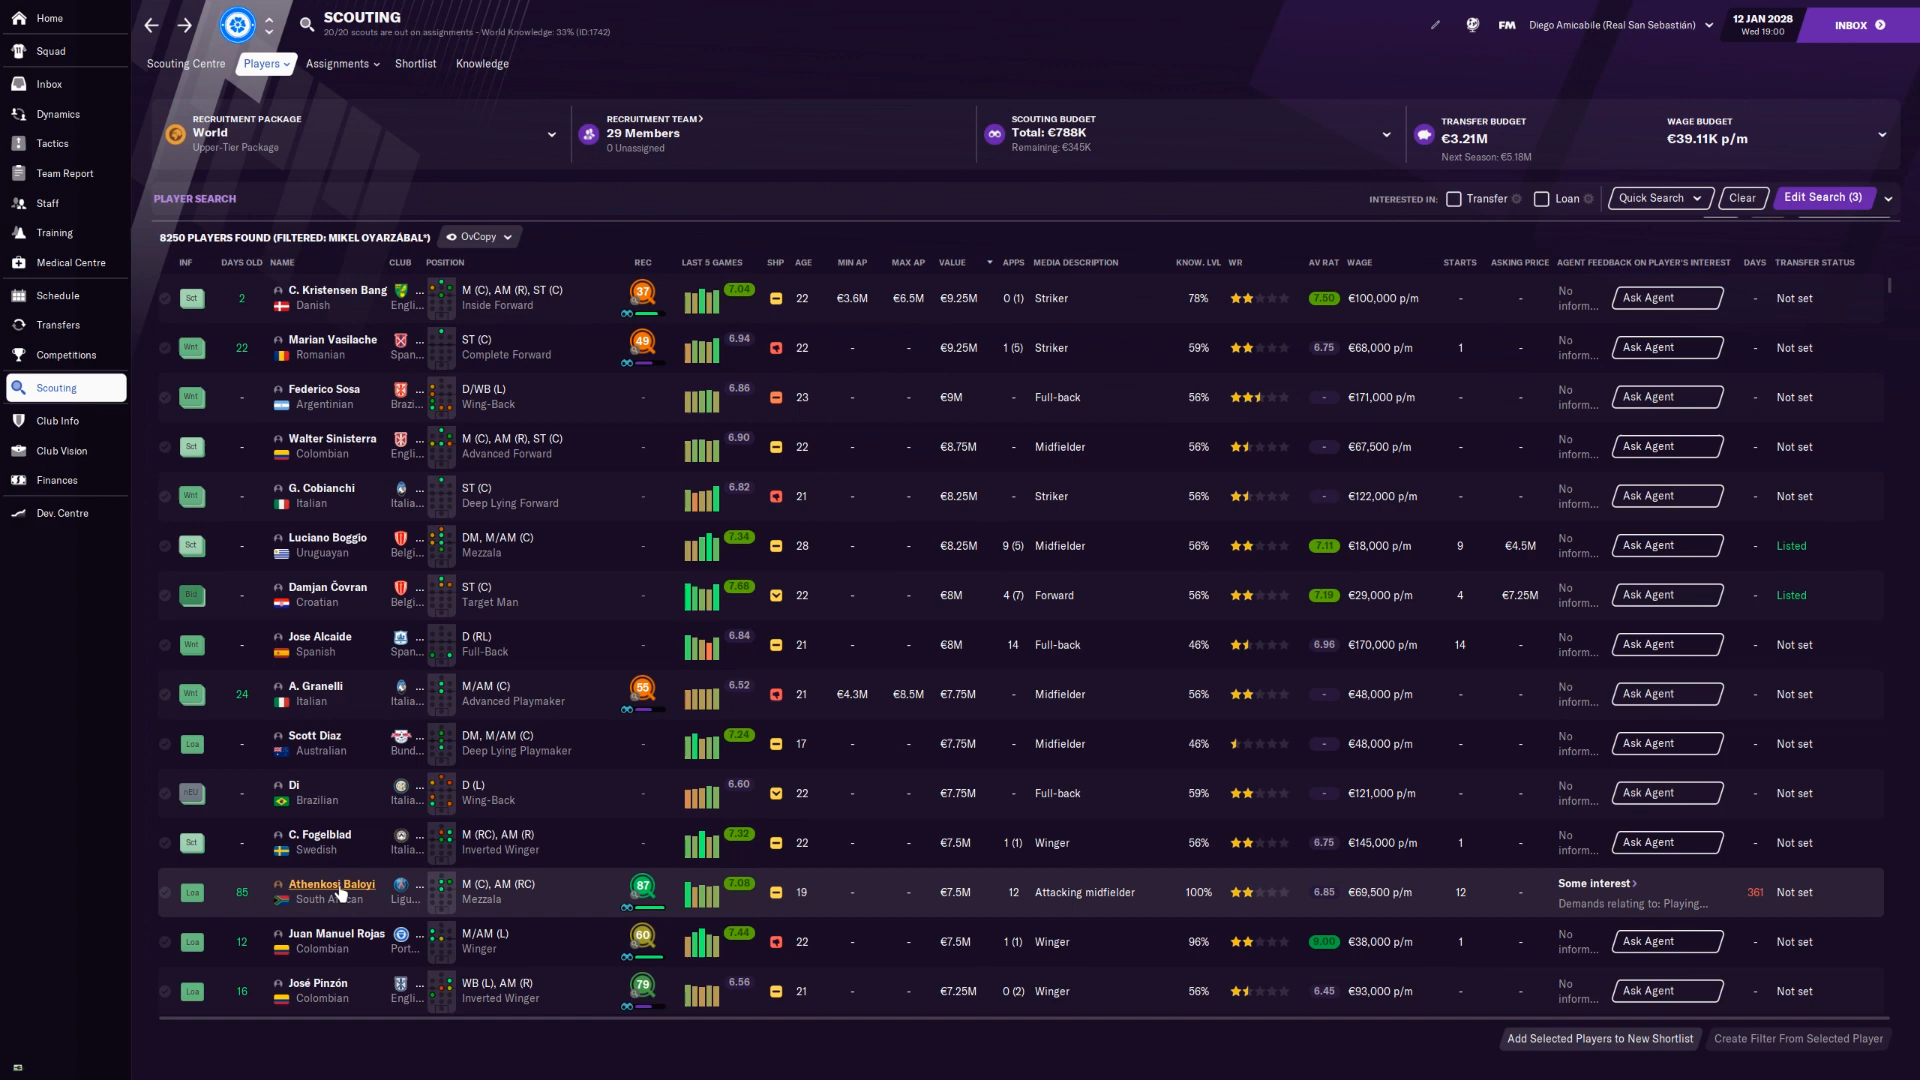 Home
Squad
Inbox
Dynamics
Tactics
Team Report
Staff
Training
Medical Centre
Schedule
Transfers
Competitions
Scouting
Club Info
Club Vision
Finances
Dev. Centre
SCOUTING
20/20 scouts are out on assignments - World Knowledge: 33% (ID:1742)
FM Diego Amicabile (Real San Sebastián) 12 JAN 2028 INBOX
Wed 19:00
Scouting Centre Players Assignments Shortlist Knowledge
RECRUITMENT PACKAGE
World
Upper-Tier Package
RECRUITMENT TEAM
29 Members
0 Unassigned
SCOUTING BUDGET
Total: €788K
Remaining: €345K
TRANSFER BUDGET
€3.21M
Next Season: €5.18M
WAGE BUDGET
€39.11K p/m
PLAYER SEARCH INTERESTED IN: Transfer Loan Quick Search Clear Edit Search (3)
8250 PLAYERS FOUND (FILTERED: MIKEL OYARZÁBAL*) OvCopy
INF DAYS OLD NAME CLUB POSITION REC LAST 5 GAMES SHP AGE MIN AP MAX AP VALUE APPS MEDIA DESCRIPTION KNOW. LVL WR AV RAT WAGE STARTS ASKING PRICE AGENT FEEDBACK ON PLAYER'S INTEREST DAYS TRANSFER STATUS
Sct 2 C. Kristensen Bang ... M (C), AM (R), ST (C) 37 7.04 22 €3.6M €6.5M €9.25M 0 (1) Striker 78% 7.50 €100,000 p/m - - No Ask Agent - Not set
Danish Engli... Inside Forward inform...
Wnt 22 Marian Vasilache ... ST (C) 49 6.94 22 - - €9.25M 1 (5) Striker 59% 6.75 €68,000 p/m 1 - No Ask Agent - Not set
Romanian Span... Complete Forward inform...
Wnt - Federico Sosa ... D/WB (L) - 6.86 23 - - €9M - Full-back 56% - €171,000 p/m - - No Ask Agent - Not set
Argentinian Brazi... Wing-Back inform...
Sct - Walter Sinisterra ... M (C), AM (R), ST (C) - 6.90 22 - - €8.75M - Midfielder 56% - €67,500 p/m - - No Ask Agent - Not set
Colombian Engli... Advanced Forward inform...
Wnt - G. Cobianchi ... ST (C) - 6.82 21 - - €8.25M - Striker 56% - €122,000 p/m - - No Ask Agent - Not set
Italian Italia... Deep Lying Forward inform...
Sct - Luciano Boggio ... DM, M/AM (C) - 7.34 28 - - €8.25M 9 (5) Midfielder 56% 7.11 €18,000 p/m 9 €4.5M No Ask Agent - Listed
Uruguayan Belgi... Mezzala inform...
Bid - Damjan Čovran ... ST (C) - 7.68 22 - - €8M 4 (7) Forward 56% 7.19 €29,000 p/m 4 €7.25M No Ask Agent - Listed
Croatian Belgi... Target Man inform...
Wnt - Jose Alcaide ... D (RL) - 6.84 21 - - €8M 14 Full-back 46% 6.96 €170,000 p/m 14 - No Ask Agent - Not set
Spanish Span... Full-Back inform...
Wnt 24 A. Granelli ... M/AM (C) 55 6.52 21 €4.3M €8.5M €7.75M - Midfielder 56% - €48,000 p/m - - No Ask Agent - Not set
Italian Italia... Advanced Playmaker inform...
Loa - Scott Diaz ... DM, M/AM (C) - 7.24 17 - - €7.75M - Midfielder 46% - €48,000 p/m - - No Ask Agent - Not set
Australian Bund... Deep Lying Playmaker inform...
nEU - Di ... D (L) - 6.60 22 - - €7.75M - Full-back 59% - €121,000 p/m - - No Ask Agent - Not set
Brazilian Italia... Wing-Back inform...
Sct - C. Fogelblad ... M (RC), AM (R) - 7.32 22 - - €7.5M 1 (1) Winger 56% 6.75 €145,000 p/m 1 - No Ask Agent - Not set
Swedish Italia... Inverted Winger inform...
Loa 85 Athenkosi Baloyi ... M (C), AM (RC) 87 7.08 19 - - €7.5M 12 Attacking midfielder 100% 6.85 €69,500 p/m 12 - Some interest 361 Not set
Ligu... Mezzala Demands relating to: Playing...
Loa 12 Juan Manuel Rojas ... M/AM (L) 60 7.44 22 - - €7.5M 1 (1) Winger 96% 9.00 €38,000 p/m 1 - No Ask Agent - Not set
Colombian Port... Winger inform...
Loa 16 José Pinzón ... WB (L), AM (R) 79 6.56 21 - - €7.25M 0 (2) Winger 56% 6.45 €93,000 p/m - - No Ask Agent - Not set
Colombian Engli... Inverted Winger inform...
Add Selected Players to New Shortlist Create Filter From Selected Player